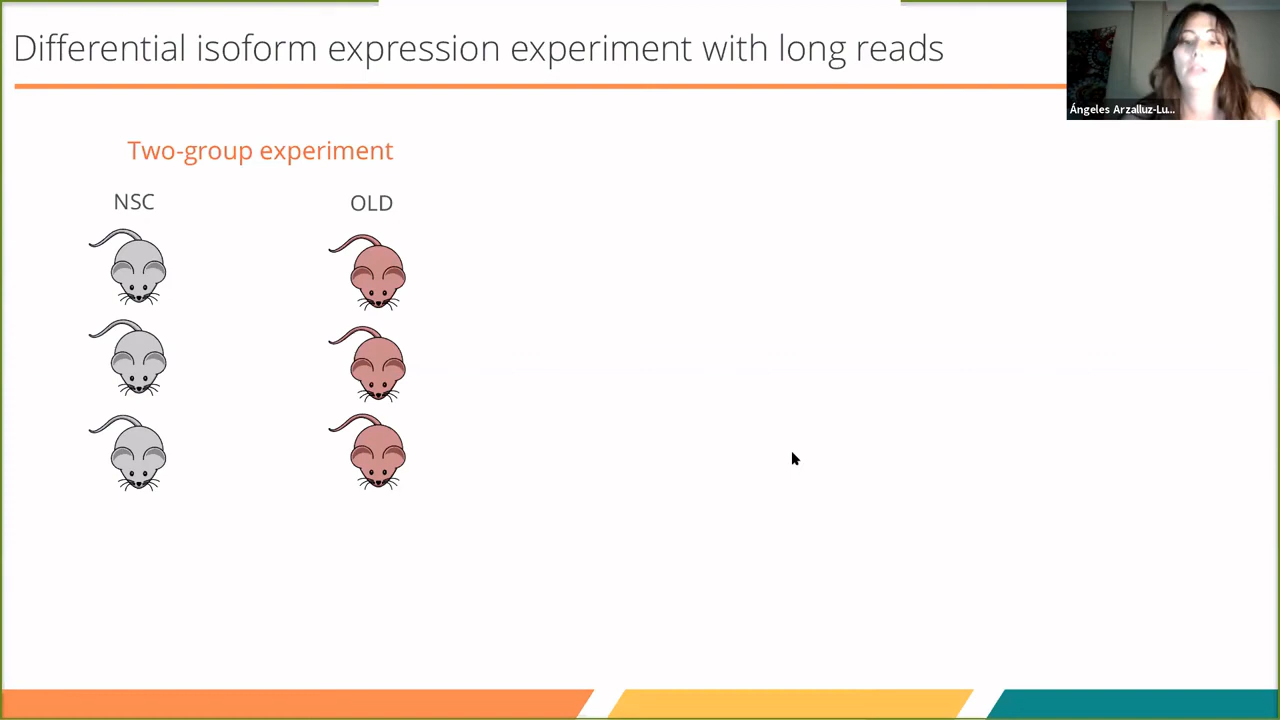 Differential isoform expression experiment with long reads
Ángeles Arzalluz-Lu...
Two-group experiment
NSC
OLD